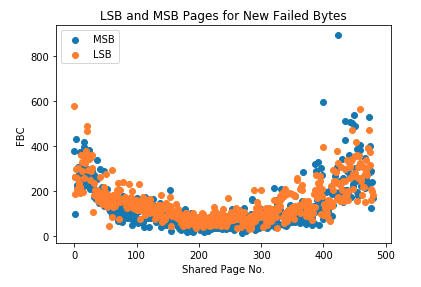 LSB and MSB Pages for New Failed Bytes
MSB
LSB
800
600
400
200
0
FBC
0 100 200 300 400 500
Shared Page No.